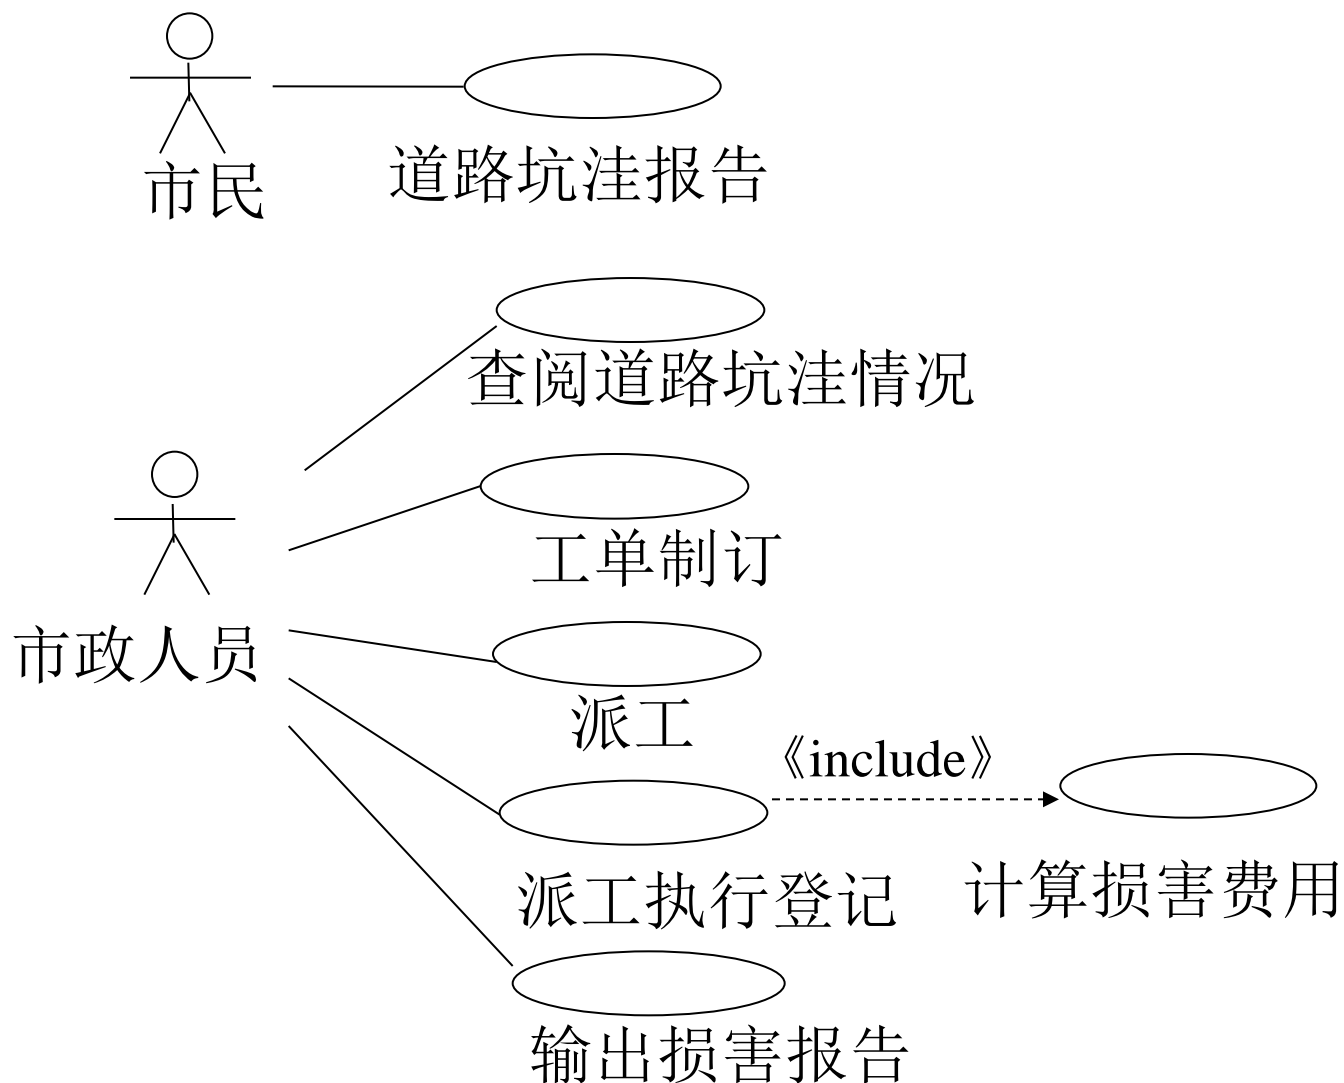 道路坑洼报告
市民
查阅道路坑洼情况
工单制订
市政人员
派工
《include》
派工执行登记
计算损害费用
输出损害报告